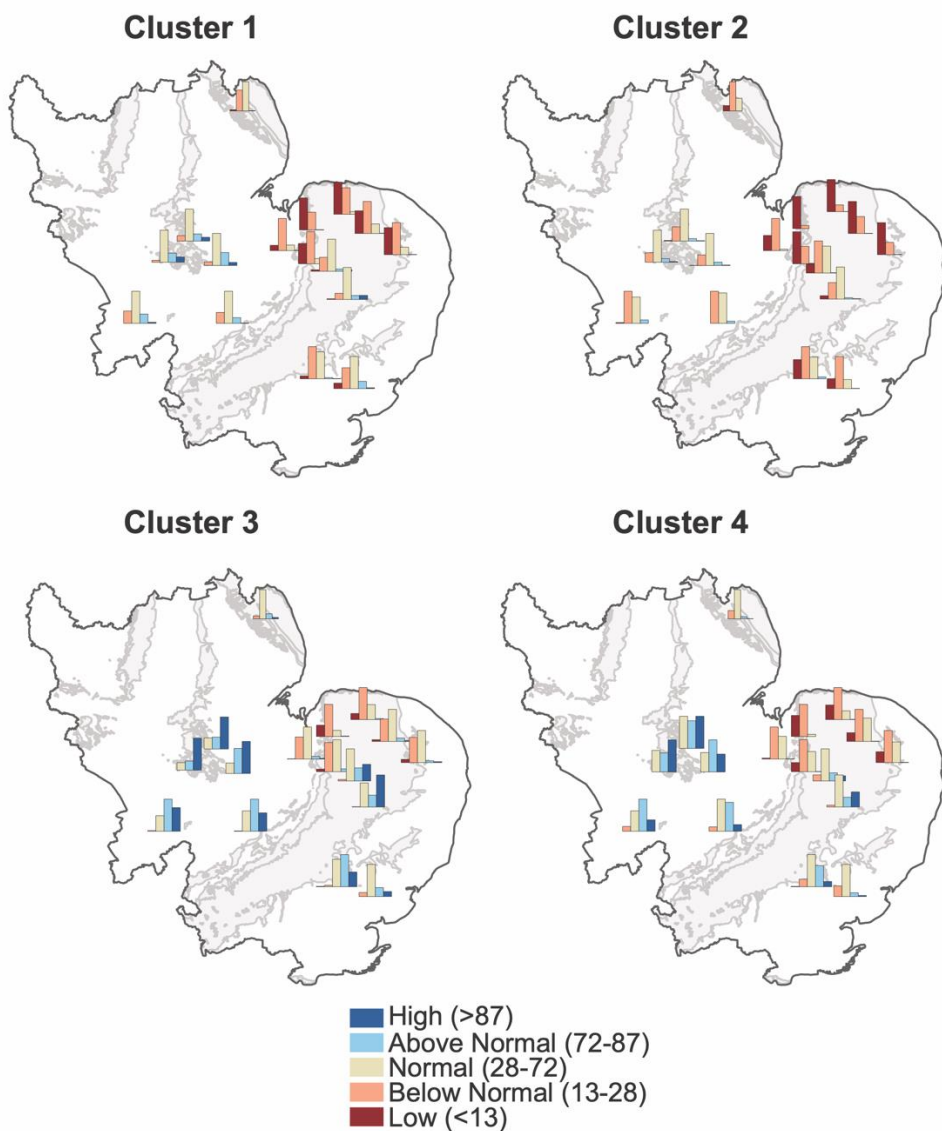 Cluster 1
Cluster 2
Cluster 3
Cluster 4
High (>87)
Above Normal (72-87)
Normal (28-72)
Below Normal (13-28)
Low (<13)